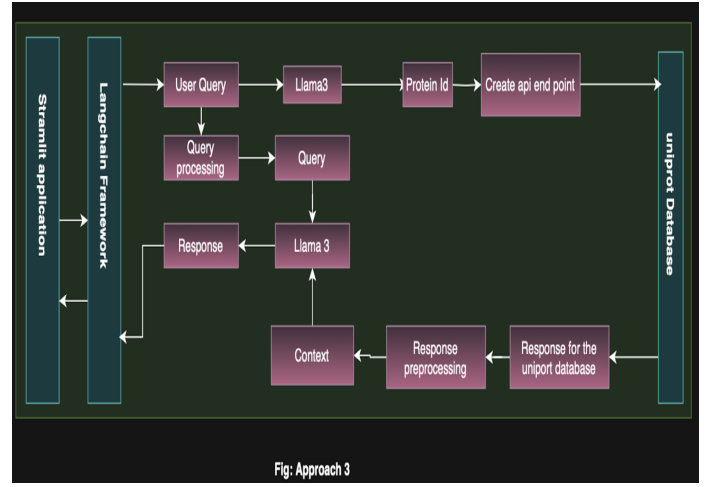 Stramlit application
Langchain Framework
User Query
Llama3
Protein Id
Create api end point
uniprot Database
Query
processing
Query
Response
Llama 3
Context
Response
preprocessing
Response for the
uniport database
Fig: Approach 3